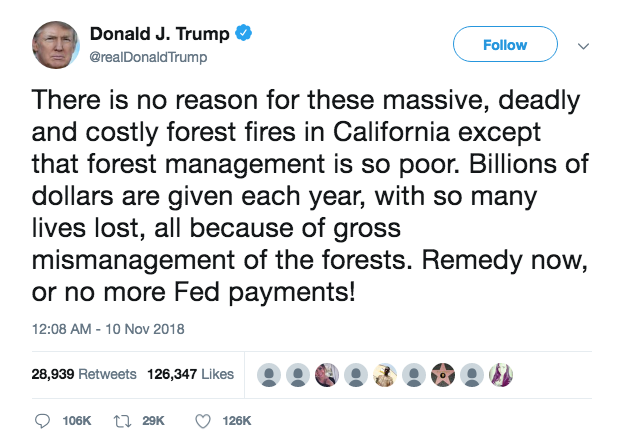 Donald J. Trump
@realDonaldTrump
Follow
There is no reason for these massive, deadly
and costly forest fires in California except
that forest management is so poor. Billions of
dollars are given each year, with so many
lives lost, all because of gross
mismanagement of the forests. Remedy now,
or no more Fed payments!
12:08 AM - 10 Nov 2018
28,939 Retweets 126,347 Likes
106K 29K 126K